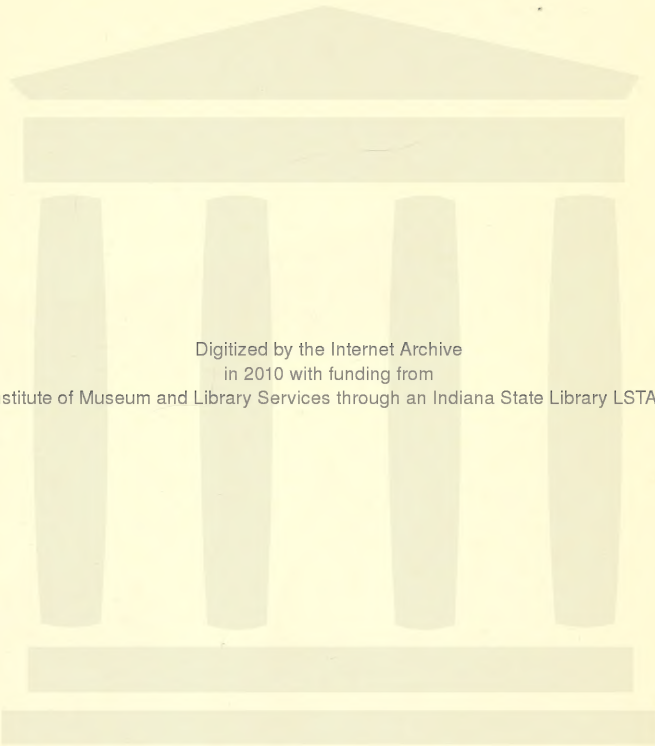 Digitized by the Internet Archive
in 2010 with funding from
stitute of Museum and Library Services through an Indiana State Library LSTA